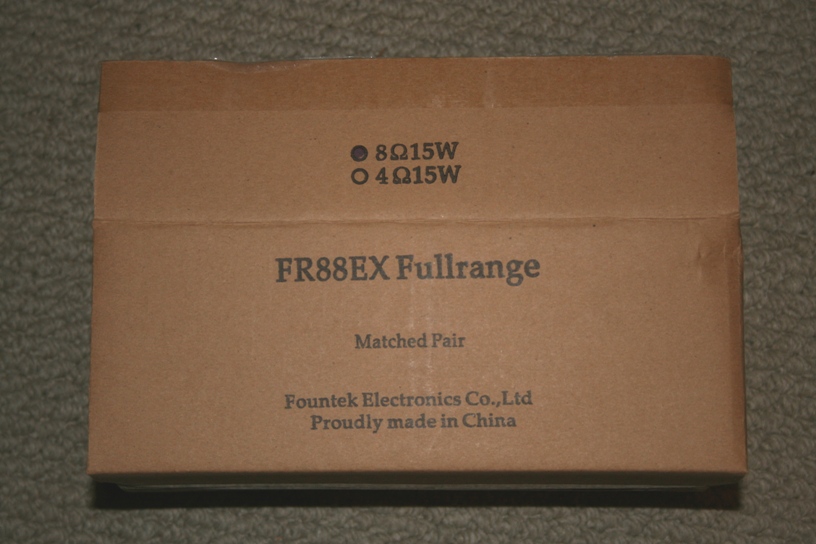 ● 8Ω15W
○ 4Ω15W
FR88EX Fullrange
Matched Pair
Fountek Electronics Co.,Ltd
Proudly made in China